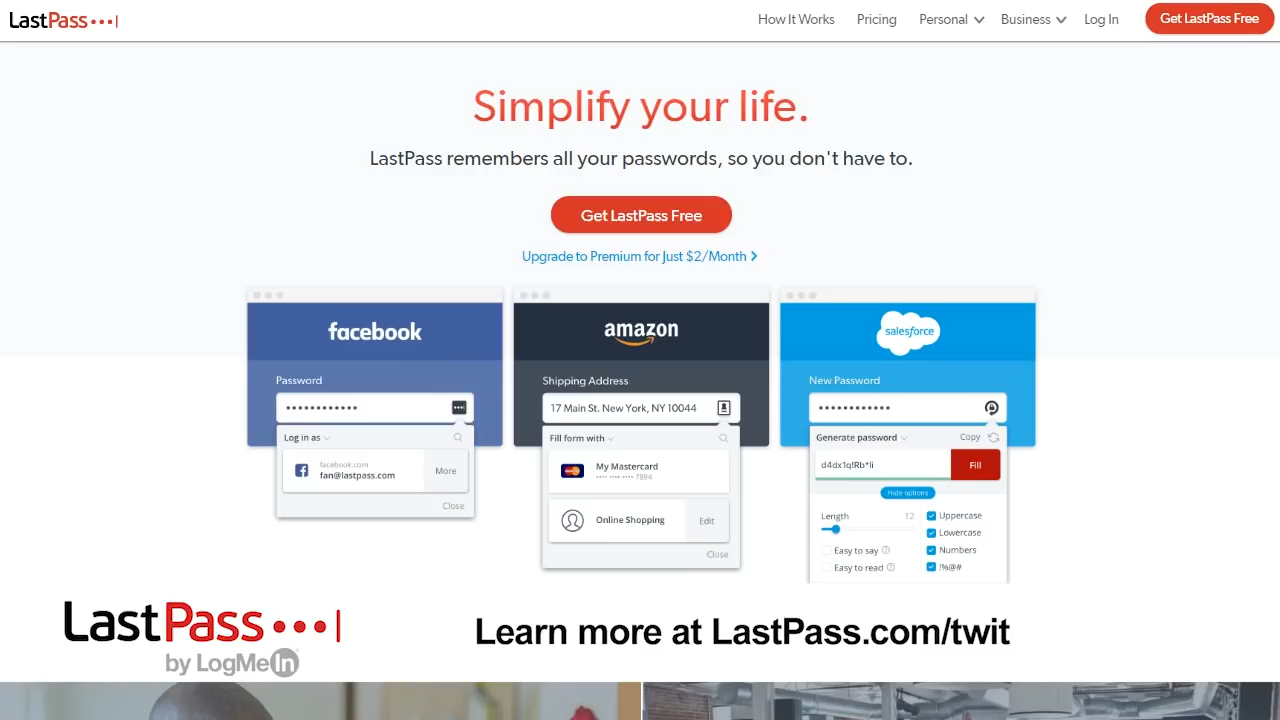 LastPass
How It Works
Pricing
Personal
Business
Log In
Get LastPass Free
Simplify your life.
LastPass remembers all your passwords, so you don't have to.
Get LastPass Free
Upgrade to Premium for Just $2/Month
facebook
Password
Log in as
facebook.com
fan@lastpass.com
More
Close
amazon
Shipping Address
17 Main St. New York, NY 10044
Fill form with
My Mastercard
•••• •••• •••• 7894
Online Shopping
Edit
Close
salesforce
New Password
Generate password
Copy
d4dx1q!Rb*li
Fill
Hide options
Length
12
Easy to say
Easy to read
Uppercase
Lowercase
Numbers
!%@#
LastPass
by LogMeIn
Learn more at LastPass.com/twit